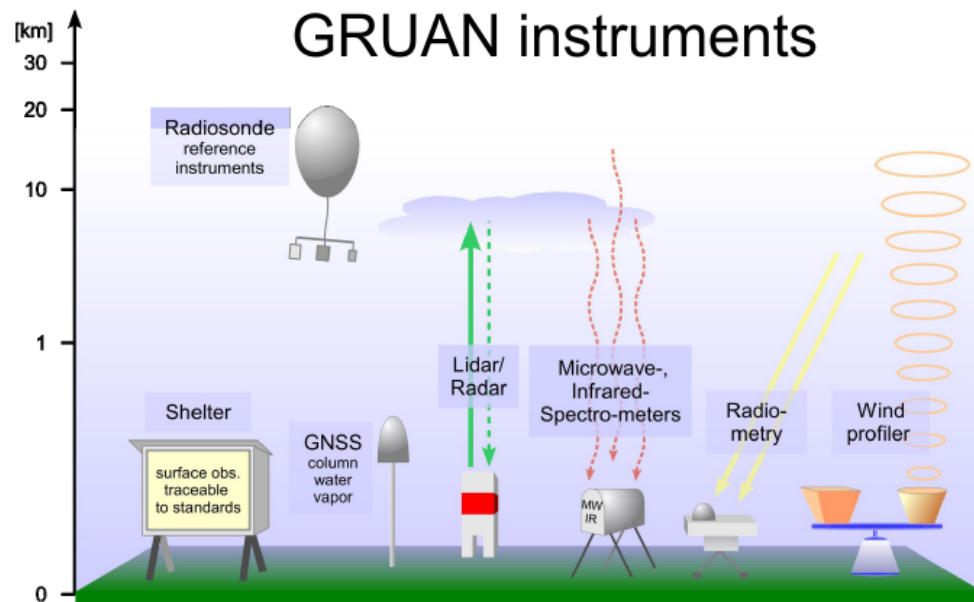 GRUAN instruments
[km]
30
20
10
1
0
Radiosonde
reference
instruments
Lidar/
Radar
Microwave-,
Infrared-
Spectro-meters
Radio-
metry
Wind
profiler
Shelter
surface obs.
traceable
to standards
GNSS
column
water
vapor
MW
IR